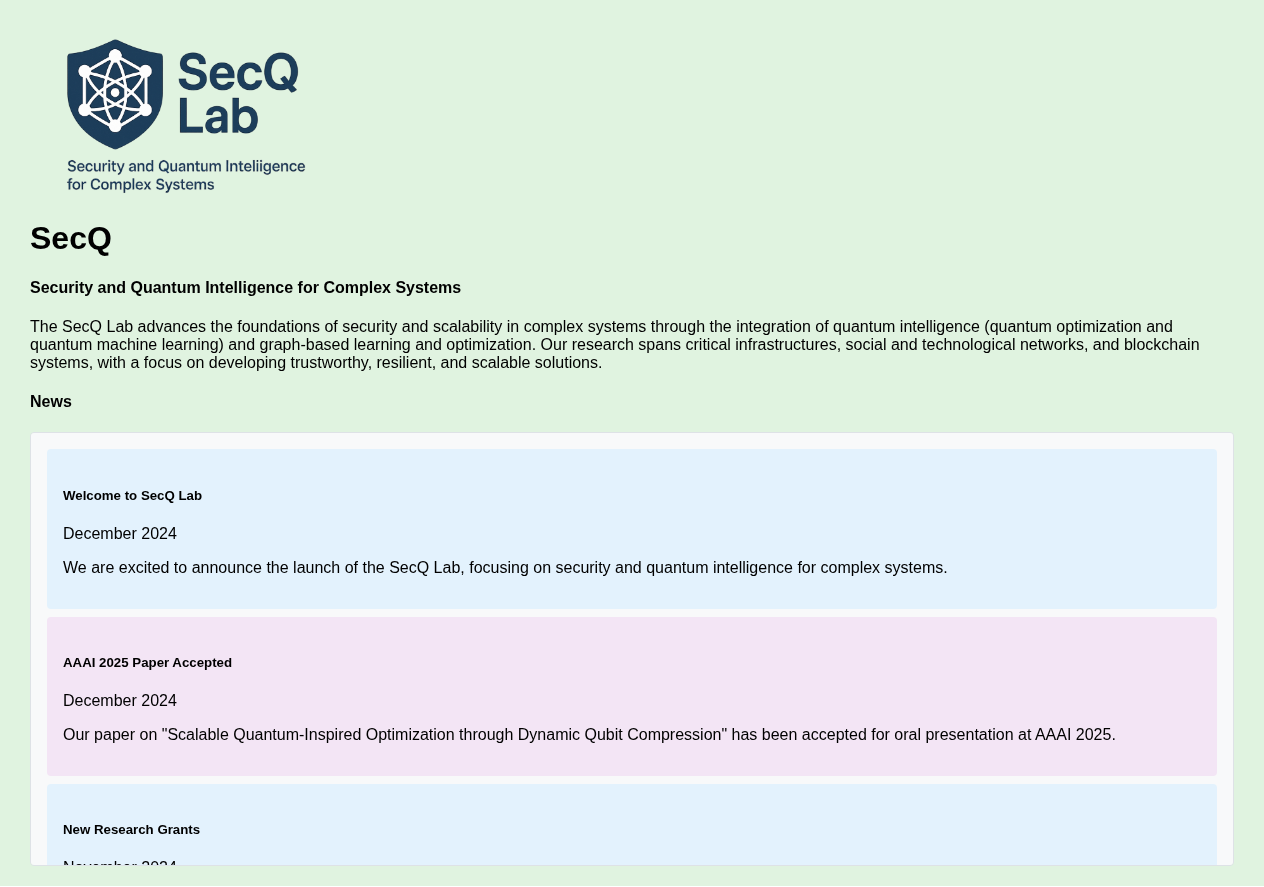 SecQ
Lab
Security and Quantum Inteliigence
for Complex Systems
SecQ
Security and Quantum Intelligence for Complex Systems
The SecQ Lab advances the foundations of security and scalability in complex systems through the integration of quantum intelligence (quantum optimization and
quantum machine learning) and graph-based learning and optimization. Our research spans critical infrastructures, social and technological networks, and blockchain
systems, with a focus on developing trustworthy, resilient, and scalable solutions.
News
Welcome to SecQ Lab
December 2024
We are excited to announce the launch of the SecQ Lab, focusing on security and quantum intelligence for complex systems.
AAAI 2025 Paper Accepted
December 2024
Our paper on "Scalable Quantum-Inspired Optimization through Dynamic Qubit Compression" has been accepted for oral presentation at AAAI 2025.
New Research Grants
November 2024